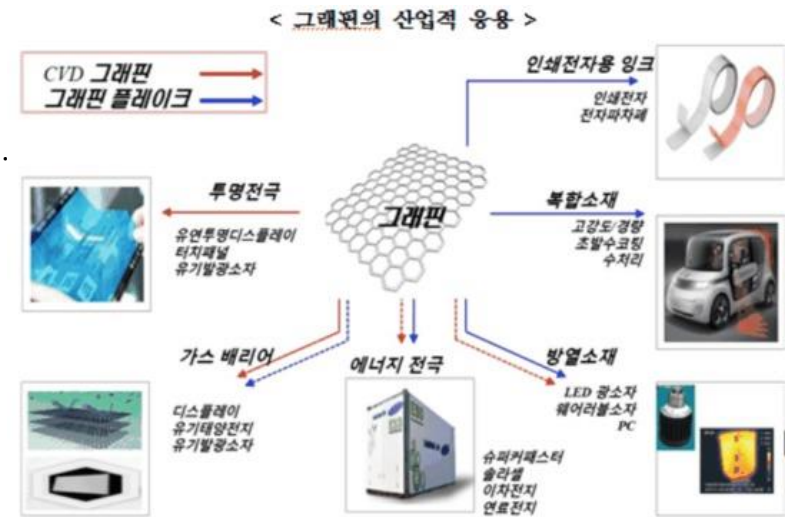 < 그래핀의 산업적 응용 >
CVD 그래핀
그래핀 플레이크
인쇄전자용 잉크
인쇄전자
전자파차폐
투명전극
유연투명디스플레이
터치패널
유기발광소자
그래핀
복합소재
고강도/경량
초발수코팅
수처리
가스 배리어
디스플레이
유기태양전지
유기발광소자
에너지 전극
슈퍼커패스터
솔라셀
이차전지
연료전지
방열소재
LED 광소자
웨어러블소자
PC